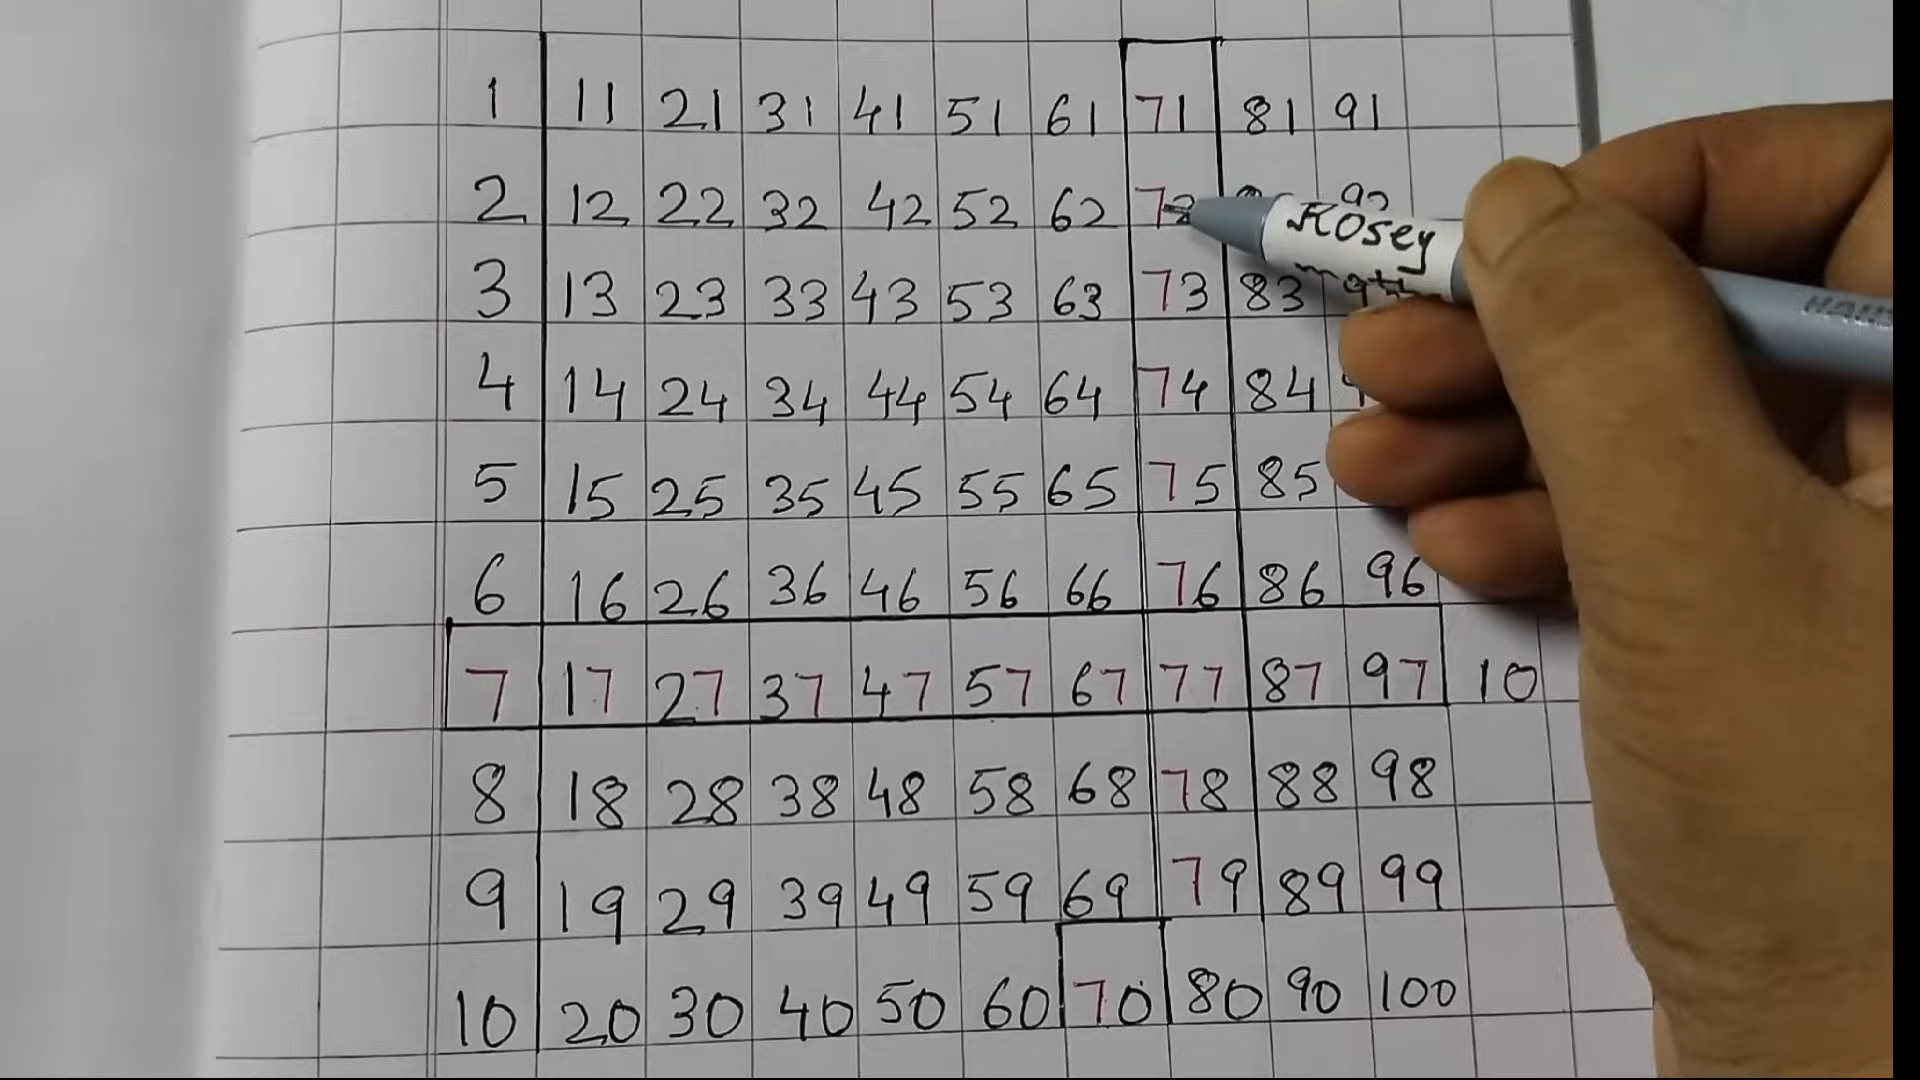 1 11 21 31 41 51 61 71 81 91
2 12 22 32 42 52 62 72 92
3 13 23 33 43 53 63 73 83
4 14 24 34 44 54 64 74 84
5 15 25 35 45 55 65 75 85
6 16 26 36 46 56 66 76 86 96
7 17 27 37 47 57 67 77 87 97 10
8 18 28 38 48 58 68 78 88 98
9 19 29 39 49 59 69 79 89 99
10 20 30 40 50 60 70 80 90 100
Rosey